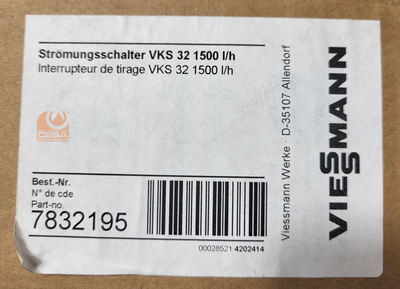 Strömungsschalter VKS 32 1500 l/h
Interrupteur de tirage VKS 32 1500 l/h
CEBA
Best.-Nr.
N° de cde
Part-no.
7832195
00028521 4202414
Viessmann Werke · D-35107 Allendorf
VIESSMANN